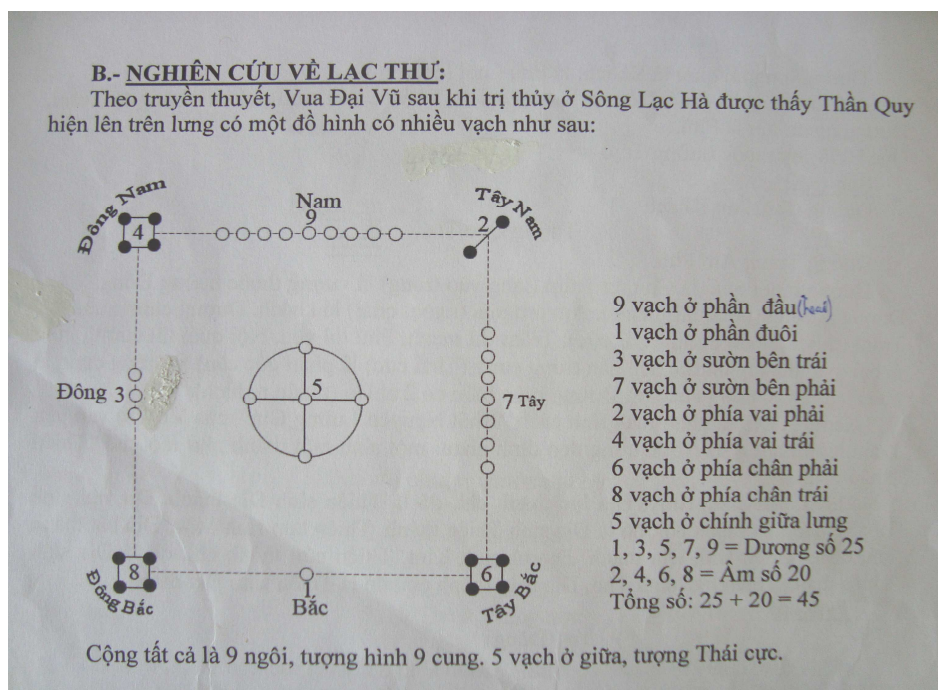 B.- NGHIÊN CỨU VỀ LẠC THƯ:
Theo truyền thuyết, Vua Đại Vũ sau khi trị thủy ở Sông Lạc Hà được thấy Thần Quy
hiện lên trên lưng có một đồ hình có nhiều vạch như sau:
Đông Nam
4
Nam
9
Tây Nam
2
Đông 3
5
7 Tây
8
Đông Bắc
1
Bắc
6
Tây Bắc
9 vạch ở phần đầu
1 vạch ở phần đuôi
3 vạch ở sườn bên trái
7 vạch ở sườn bên phải
2 vạch ở phía vai phải
4 vạch ở phía vai trái
6 vạch ở phía chân phải
8 vạch ở phía chân trái
5 vạch ở chính giữa lưng
1, 3, 5, 7, 9 = Dương số 25
2, 4, 6, 8 = Âm số 20
Tổng số: 25 + 20 = 45
Cộng tất cả là 9 ngôi, tượng hình 9 cung. 5 vạch ở giữa, tượng Thái cực.